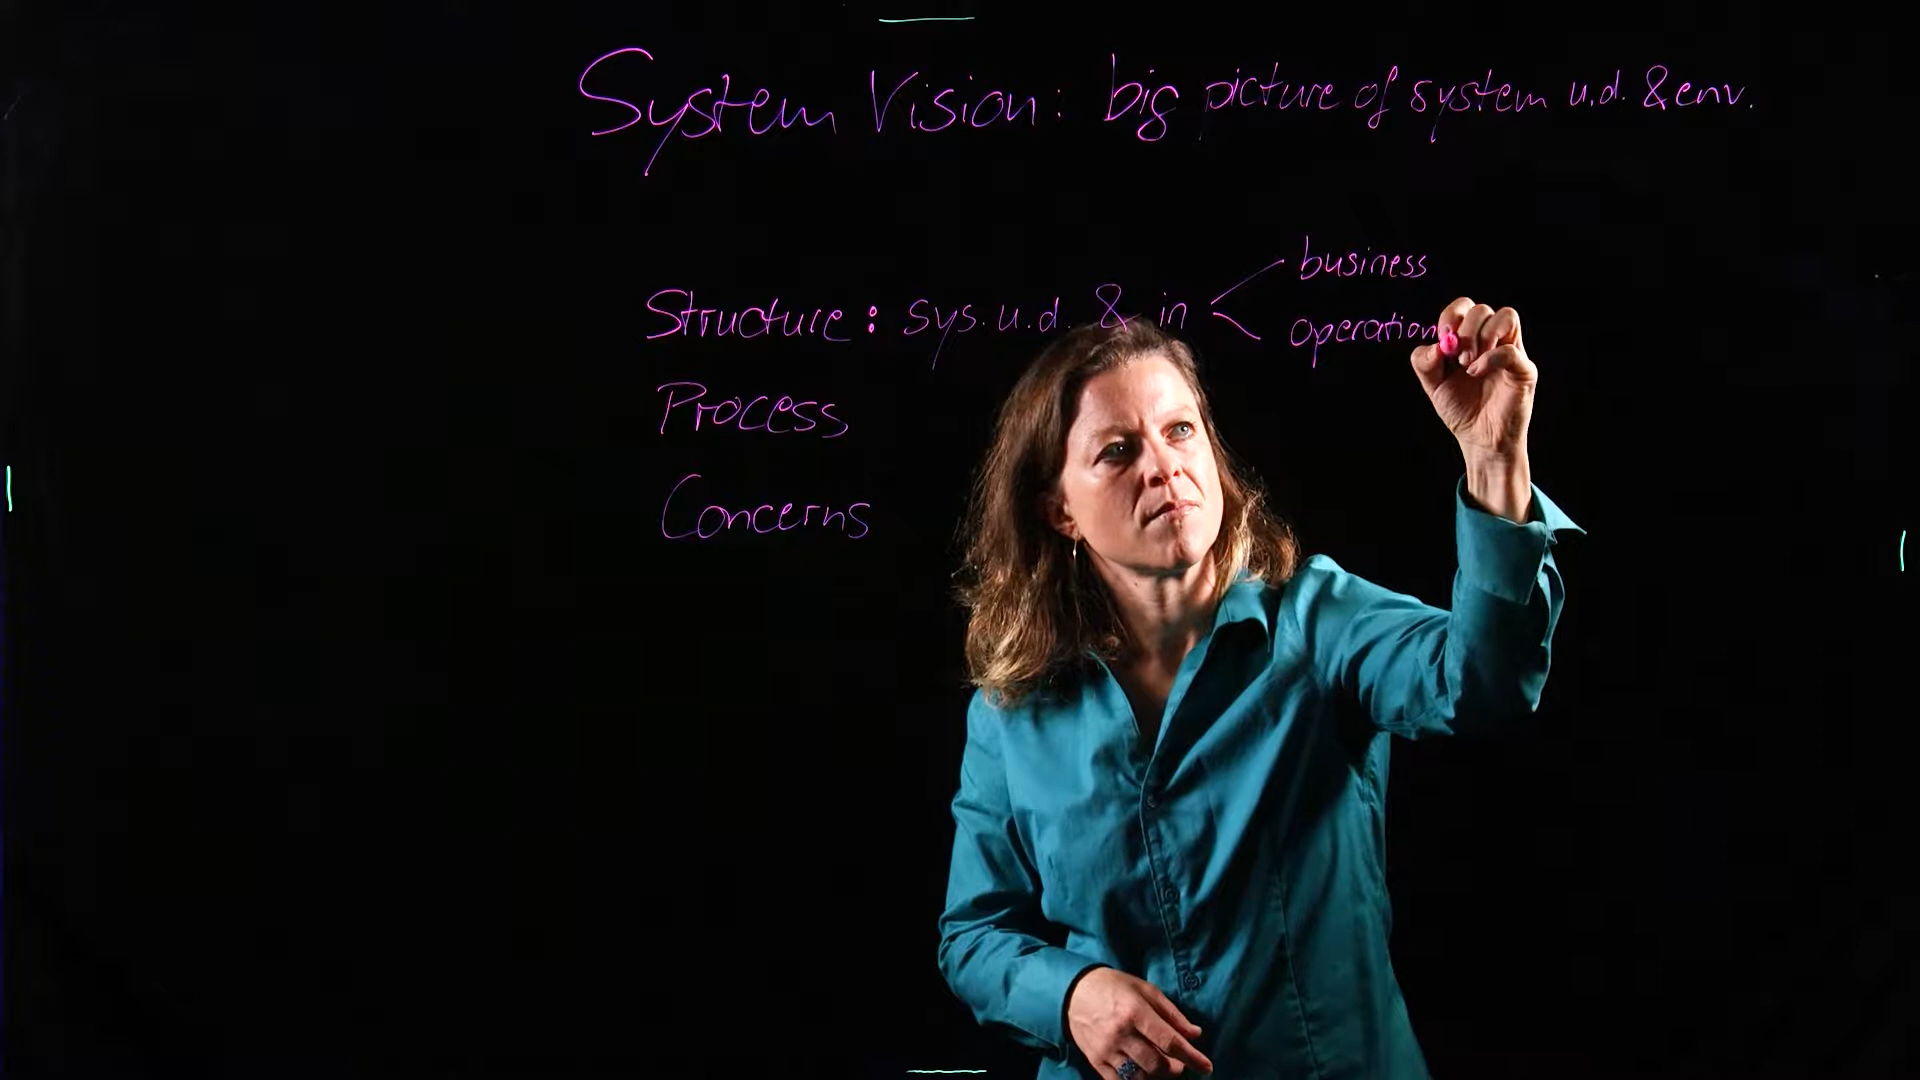 System Vision: big picture of system u.d. & env.
business
Structure: sys. u.d. & in
operation
Process
Concerns